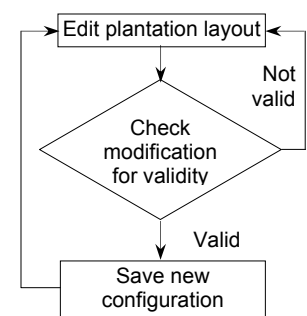 Edit plantation layout
Not
valid
Check
modification
for validity
Valid
Save new
configuration